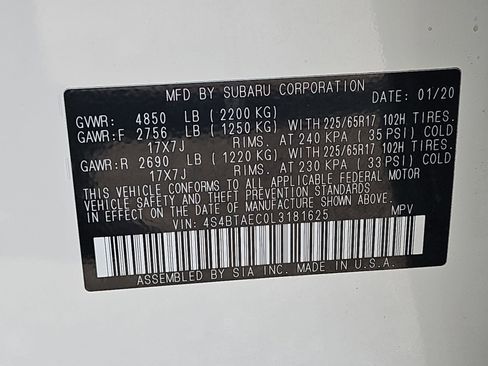 MFD BY SUBARU CORPORATION
DATE: 01/20
GVWR: 4850 LB ( 2200 KG)
GAWR:F 2756 LB ( 1250 KG) WITH 225/65R17 102H TIRES.
17X7J RIMS. AT 240 KPA ( 35 PSI) COLD
GAWR:R 2690 LB ( 1220 KG) WITH 225/65R17 102H TIRES.
17X7J RIMS. AT 230 KPA ( 33 PSI) COLD
THIS VEHICLE CONFORMS TO ALL APPLICABLE FEDERAL MOTOR
VEHICLE SAFETY AND THEFT PREVENTION STANDARDS
IN EFFECT ON THE DATE OF MANUFACTURE SHOWN ABOVE.
VIN: 4S4BTAEC0L3181625 MPV
ASSEMBLED BY SIA INC. MADE IN U.S.A.